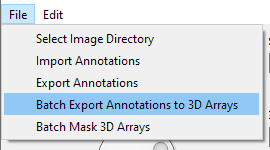 File Edit
Select Image Directory
Import Annotations
Export Annotations
Batch Export Annotations to 3D Arrays
Batch Mask 3D Arrays